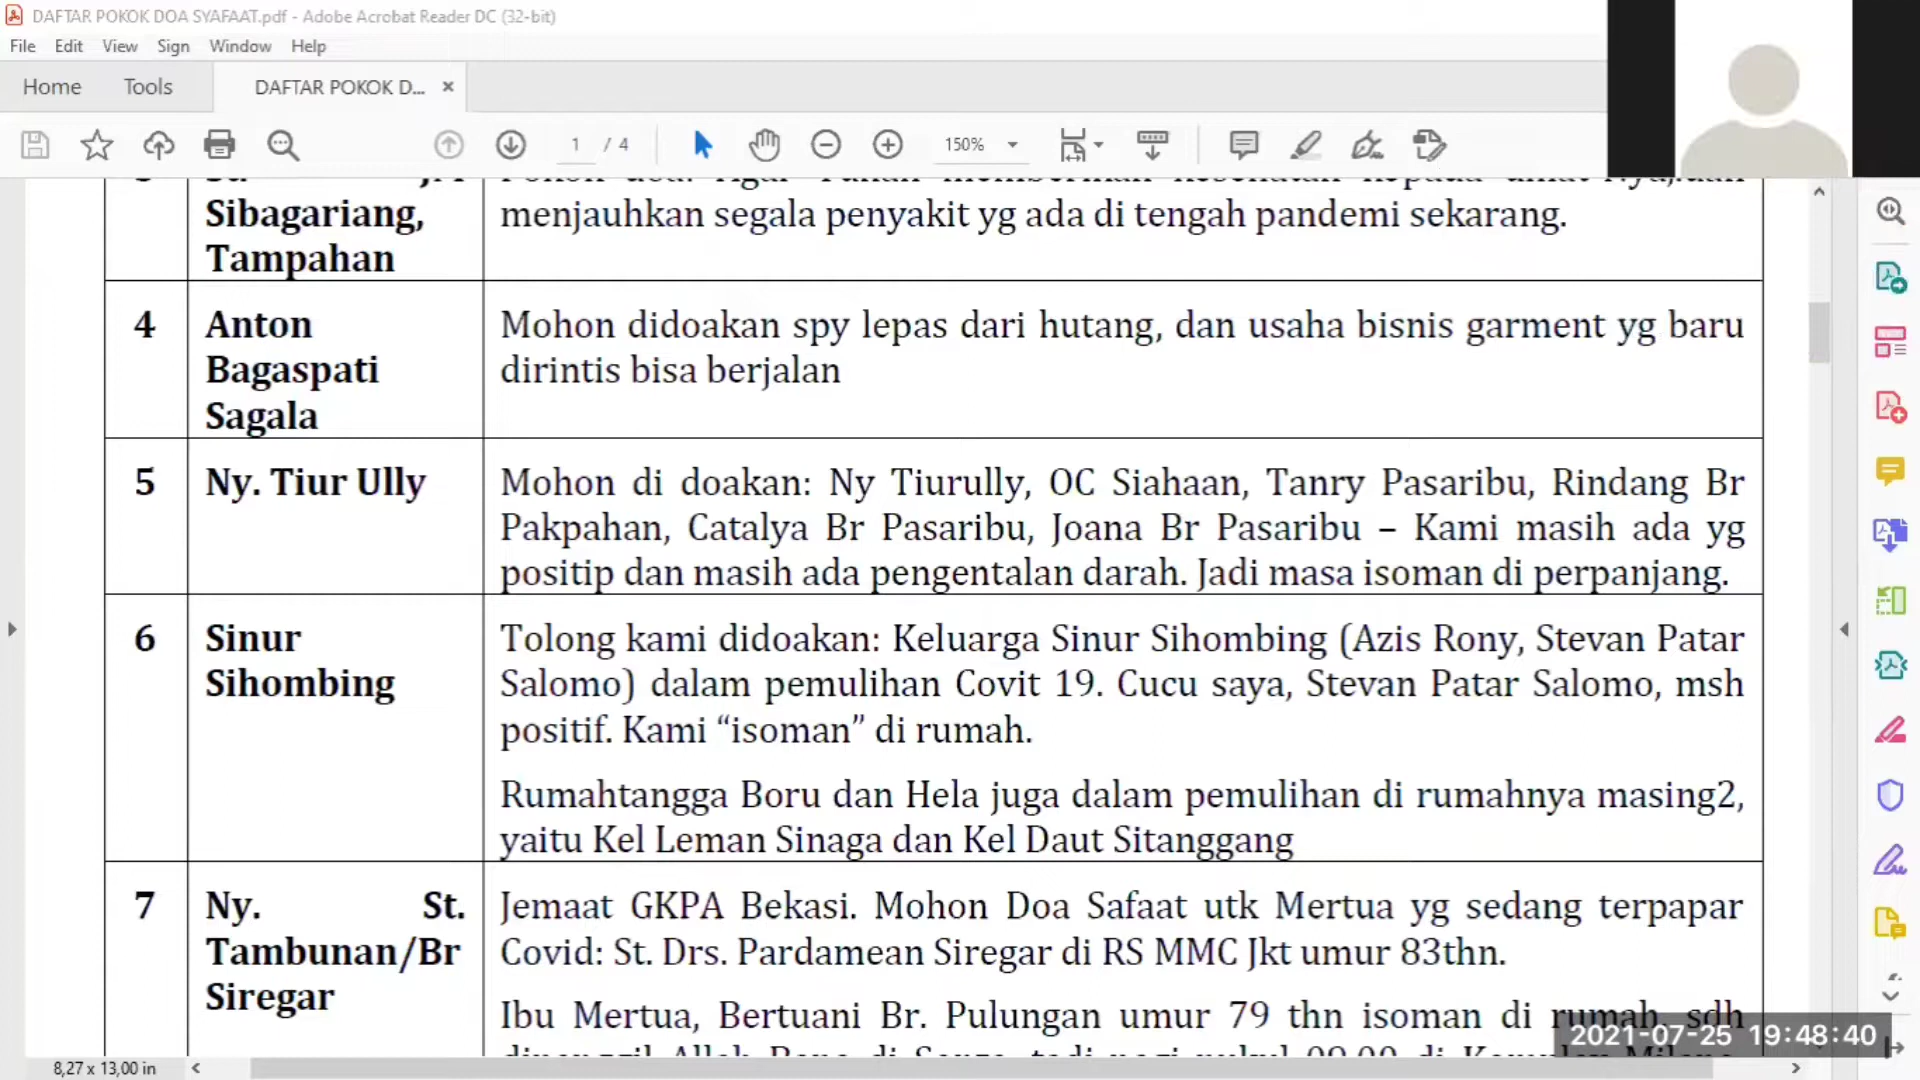 DAFTAR POKOK DOA SYAFAAT.pdf - Adobe Acrobat Reader DC (32-bit)
File Edit View Sign Window Help
Home Tools DAFTAR POKOK D... ×
1 / 4 150%
Sibagariang,
Tampahan
menjauhkan segala penyakit yg ada di tengah pandemi sekarang.
4
Anton
Bagaspati
Sagala
Mohon didoakan spy lepas dari hutang, dan usaha bisnis garment yg baru
dirintis bisa berjalan
5
Ny. Tiur Ully
Mohon di doakan: Ny Tiurully, OC Siahaan, Tanry Pasaribu, Rindang Br
Pakpahan, Catalya Br Pasaribu, Joana Br Pasaribu – Kami masih ada yg
positip dan masih ada pengentalan darah. Jadi masa isoman di perpanjang.
6
Sinur
Sihombing
Tolong kami didoakan: Keluarga Sinur Sihombing (Azis Rony, Stevan Patar
Salomo) dalam pemulihan Covit 19. Cucu saya, Stevan Patar Salomo, msh
positif. Kami “isoman” di rumah.
Rumahtangga Boru dan Hela juga dalam pemulihan di rumahnya masing2,
yaitu Kel Leman Sinaga dan Kel Daut Sitanggang
7
Ny. St.
Tambunan/Br
Siregar
Jemaat GKPA Bekasi. Mohon Doa Safaat utk Mertua yg sedang terpapar
Covid: St. Drs. Pardamean Siregar di RS MMC Jkt umur 83thn.
Ibu Mertua, Bertuani Br. Pulungan umur 79 thn isoman di rumah, sdh
2021-07-25 19:48:40
8,27 x 13,00 in